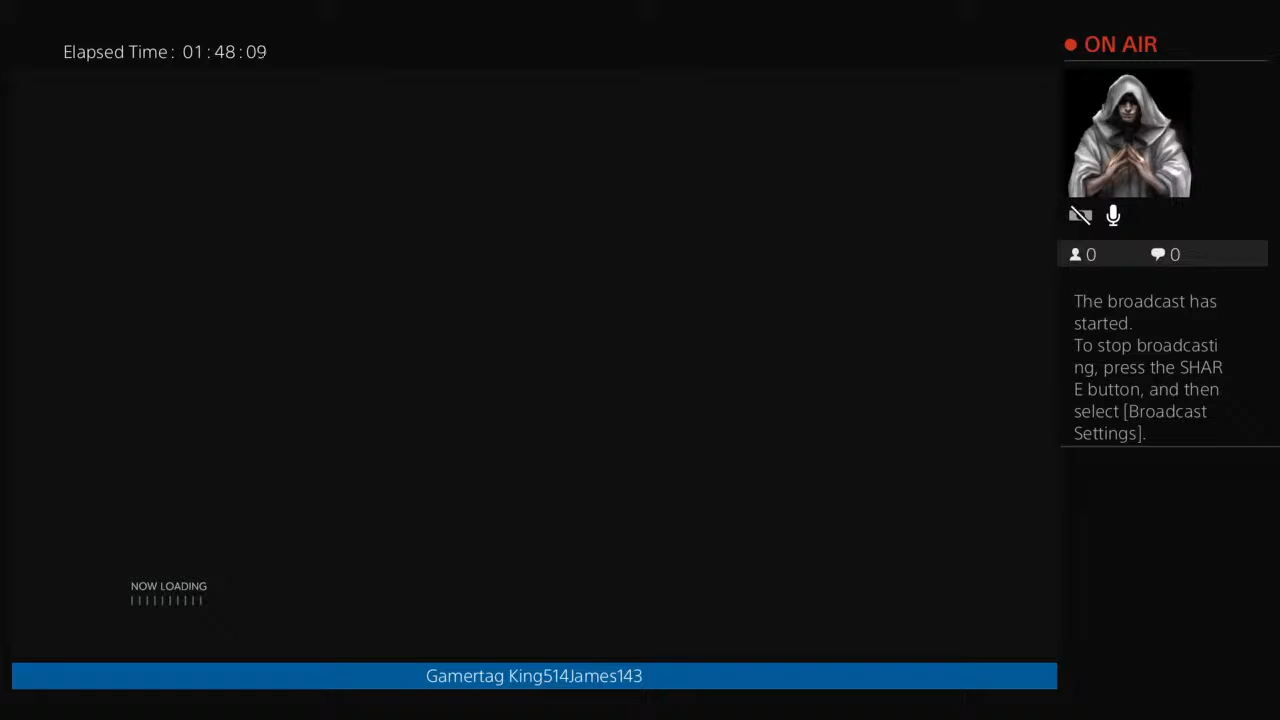 Elapsed Time: 01:48:09
ON AIR
0 0
The broadcast has
started.
To stop broadcasti
ng, press the SHAR
E button, and then
select [Broadcast
Settings].
NOW LOADING
Gamertag King514James143